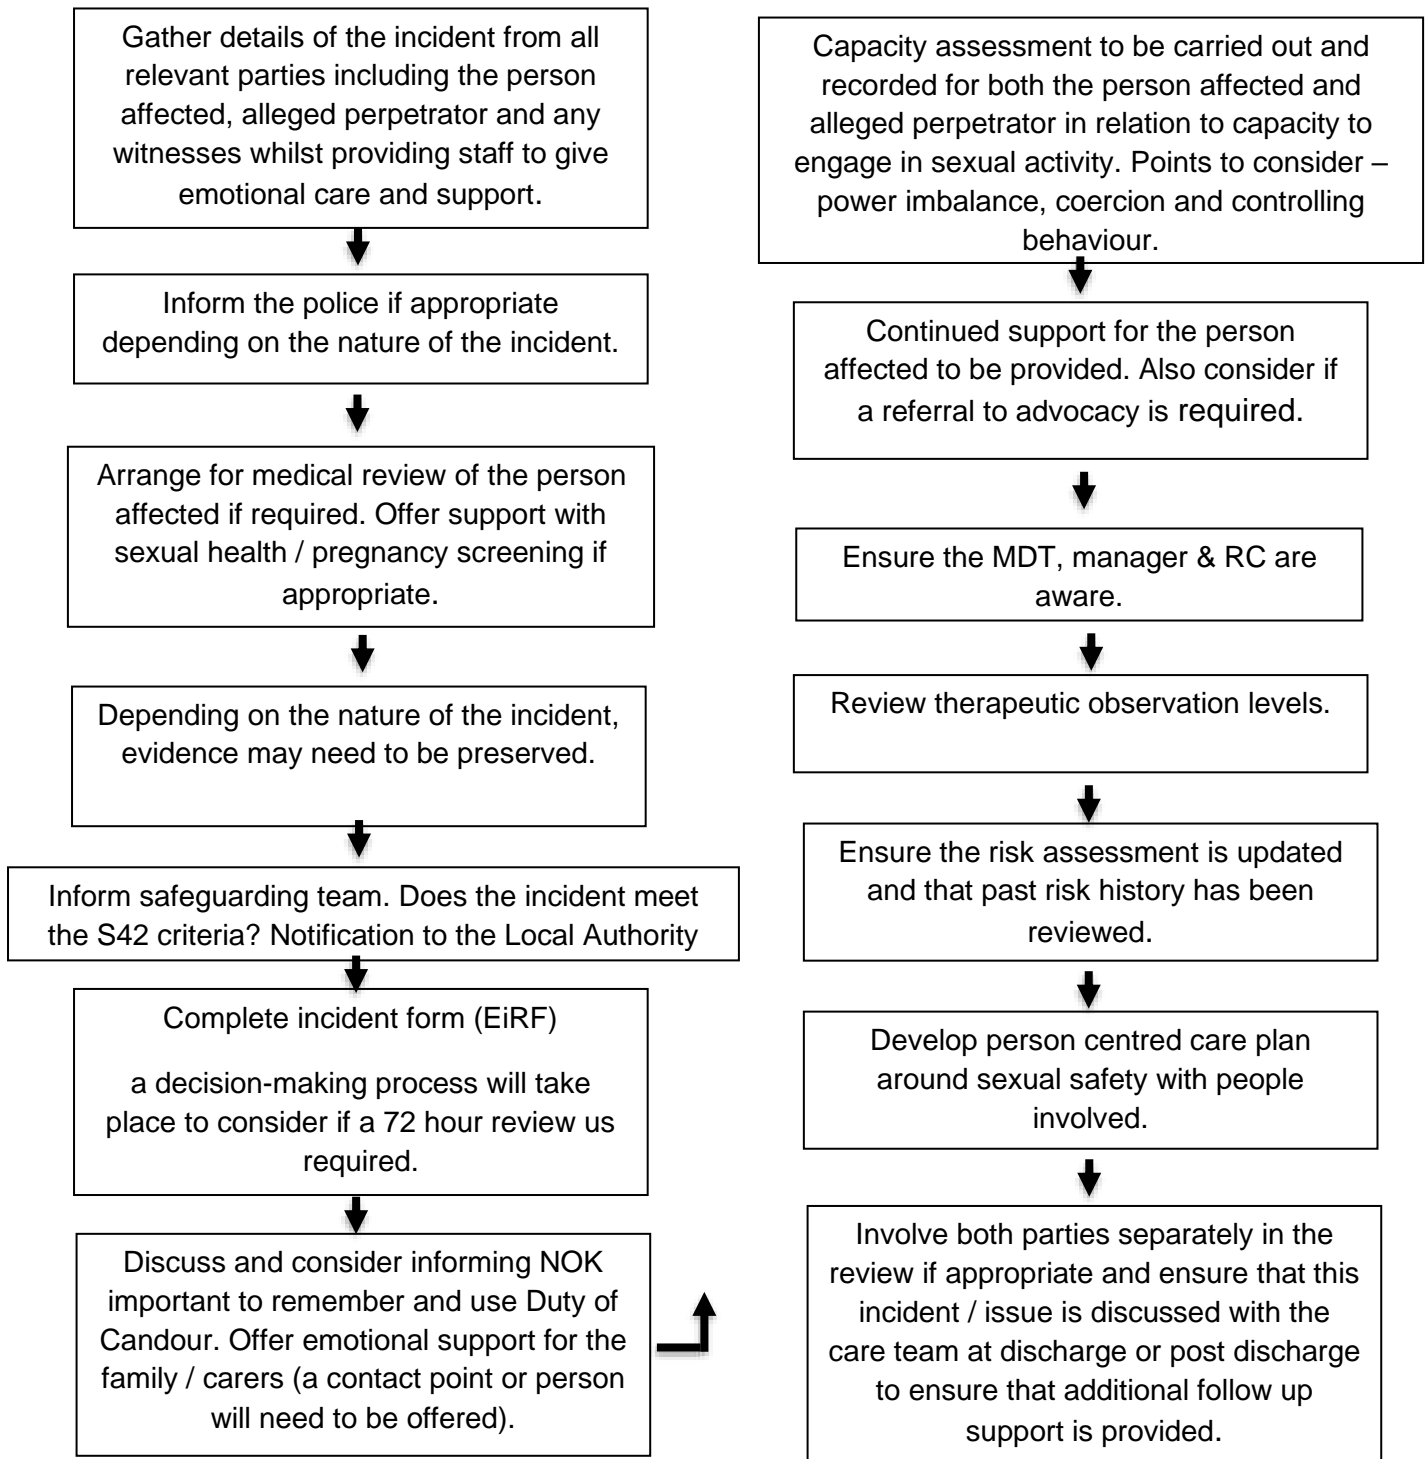 Gather details of the incident from all
relevant parties including the person
affected, alleged perpetrator and any
witnesses whilst providing staff to give
emotional care and support.
Inform the police if appropriate
depending on the nature of the incident.
Arrange for medical review of the person
affected if required. Offer support with
sexual health / pregnancy screening if
appropriate.
Depending on the nature of the incident,
evidence may need to be preserved.
Inform safeguarding team. Does the incident meet
the S42 criteria? Notification to the Local Authority
Complete incident form (EiRF)
a decision-making process will take
place to consider if a 72 hour review us
required.
Discuss and consider informing NOK
important to remember and use Duty of
Candour. Offer emotional support for the
family / carers (a contact point or person
will need to be offered).
Capacity assessment to be carried out and
recorded for both the person affected and
alleged perpetrator in relation to capacity to
engage in sexual activity. Points to consider –
power imbalance, coercion and controlling
behaviour.
Continued support for the person
affected to be provided. Also consider if
a referral to advocacy is required.
Ensure the MDT, manager & RC are
aware.
Review therapeutic observation levels.
Ensure the risk assessment is updated
and that past risk history has been
reviewed.
Develop person centred care plan
around sexual safety with people
involved.
Involve both parties separately in the
review if appropriate and ensure that this
incident / issue is discussed with the
care team at discharge or post discharge
to ensure that additional follow up
support is provided.